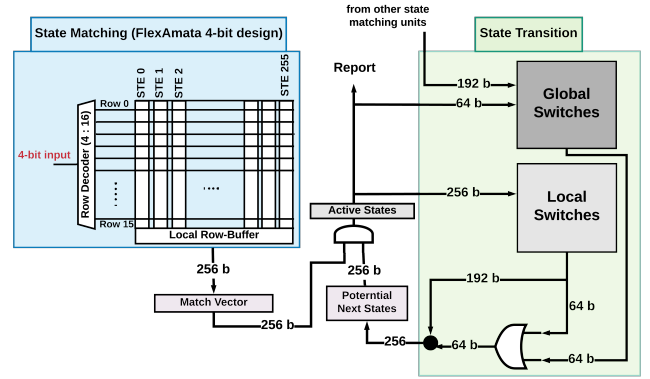 from other state
matching units
State Matching (FlexAmata 4-bit design)
State Transition
STE 0
STE 1
STE 2
STE 255
Report
Row 0
192 b
64 b
Global
Switches
4-bit input
Row Decoder (4 : 16)
....
....
256 b
Local
Switches
Row 15
Active States
Local Row-Buffer
256 b
256 b
192 b
Match Vector
Potntial
Next States
64 b
256 b
256
64 b
64 b